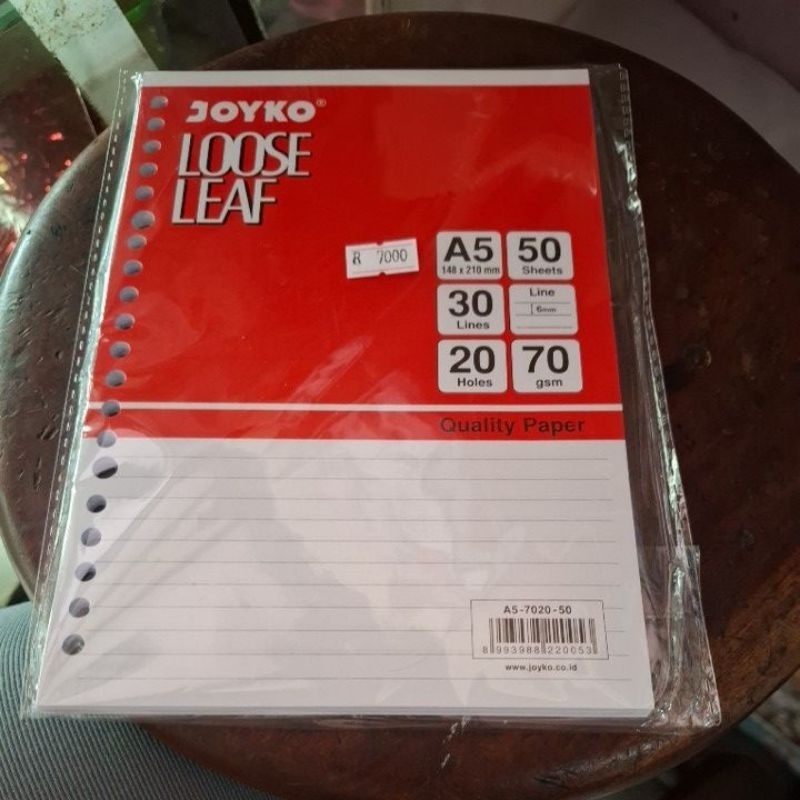 JOYKO®
LOOSE
LEAF
R 7000
A5
148 x 210 mm
50
Sheets
30
Lines
Line
6mm
20
Holes
70
gsm
Quality Paper
A5-7020-50
8 993988 220053
www.joyko.co.id